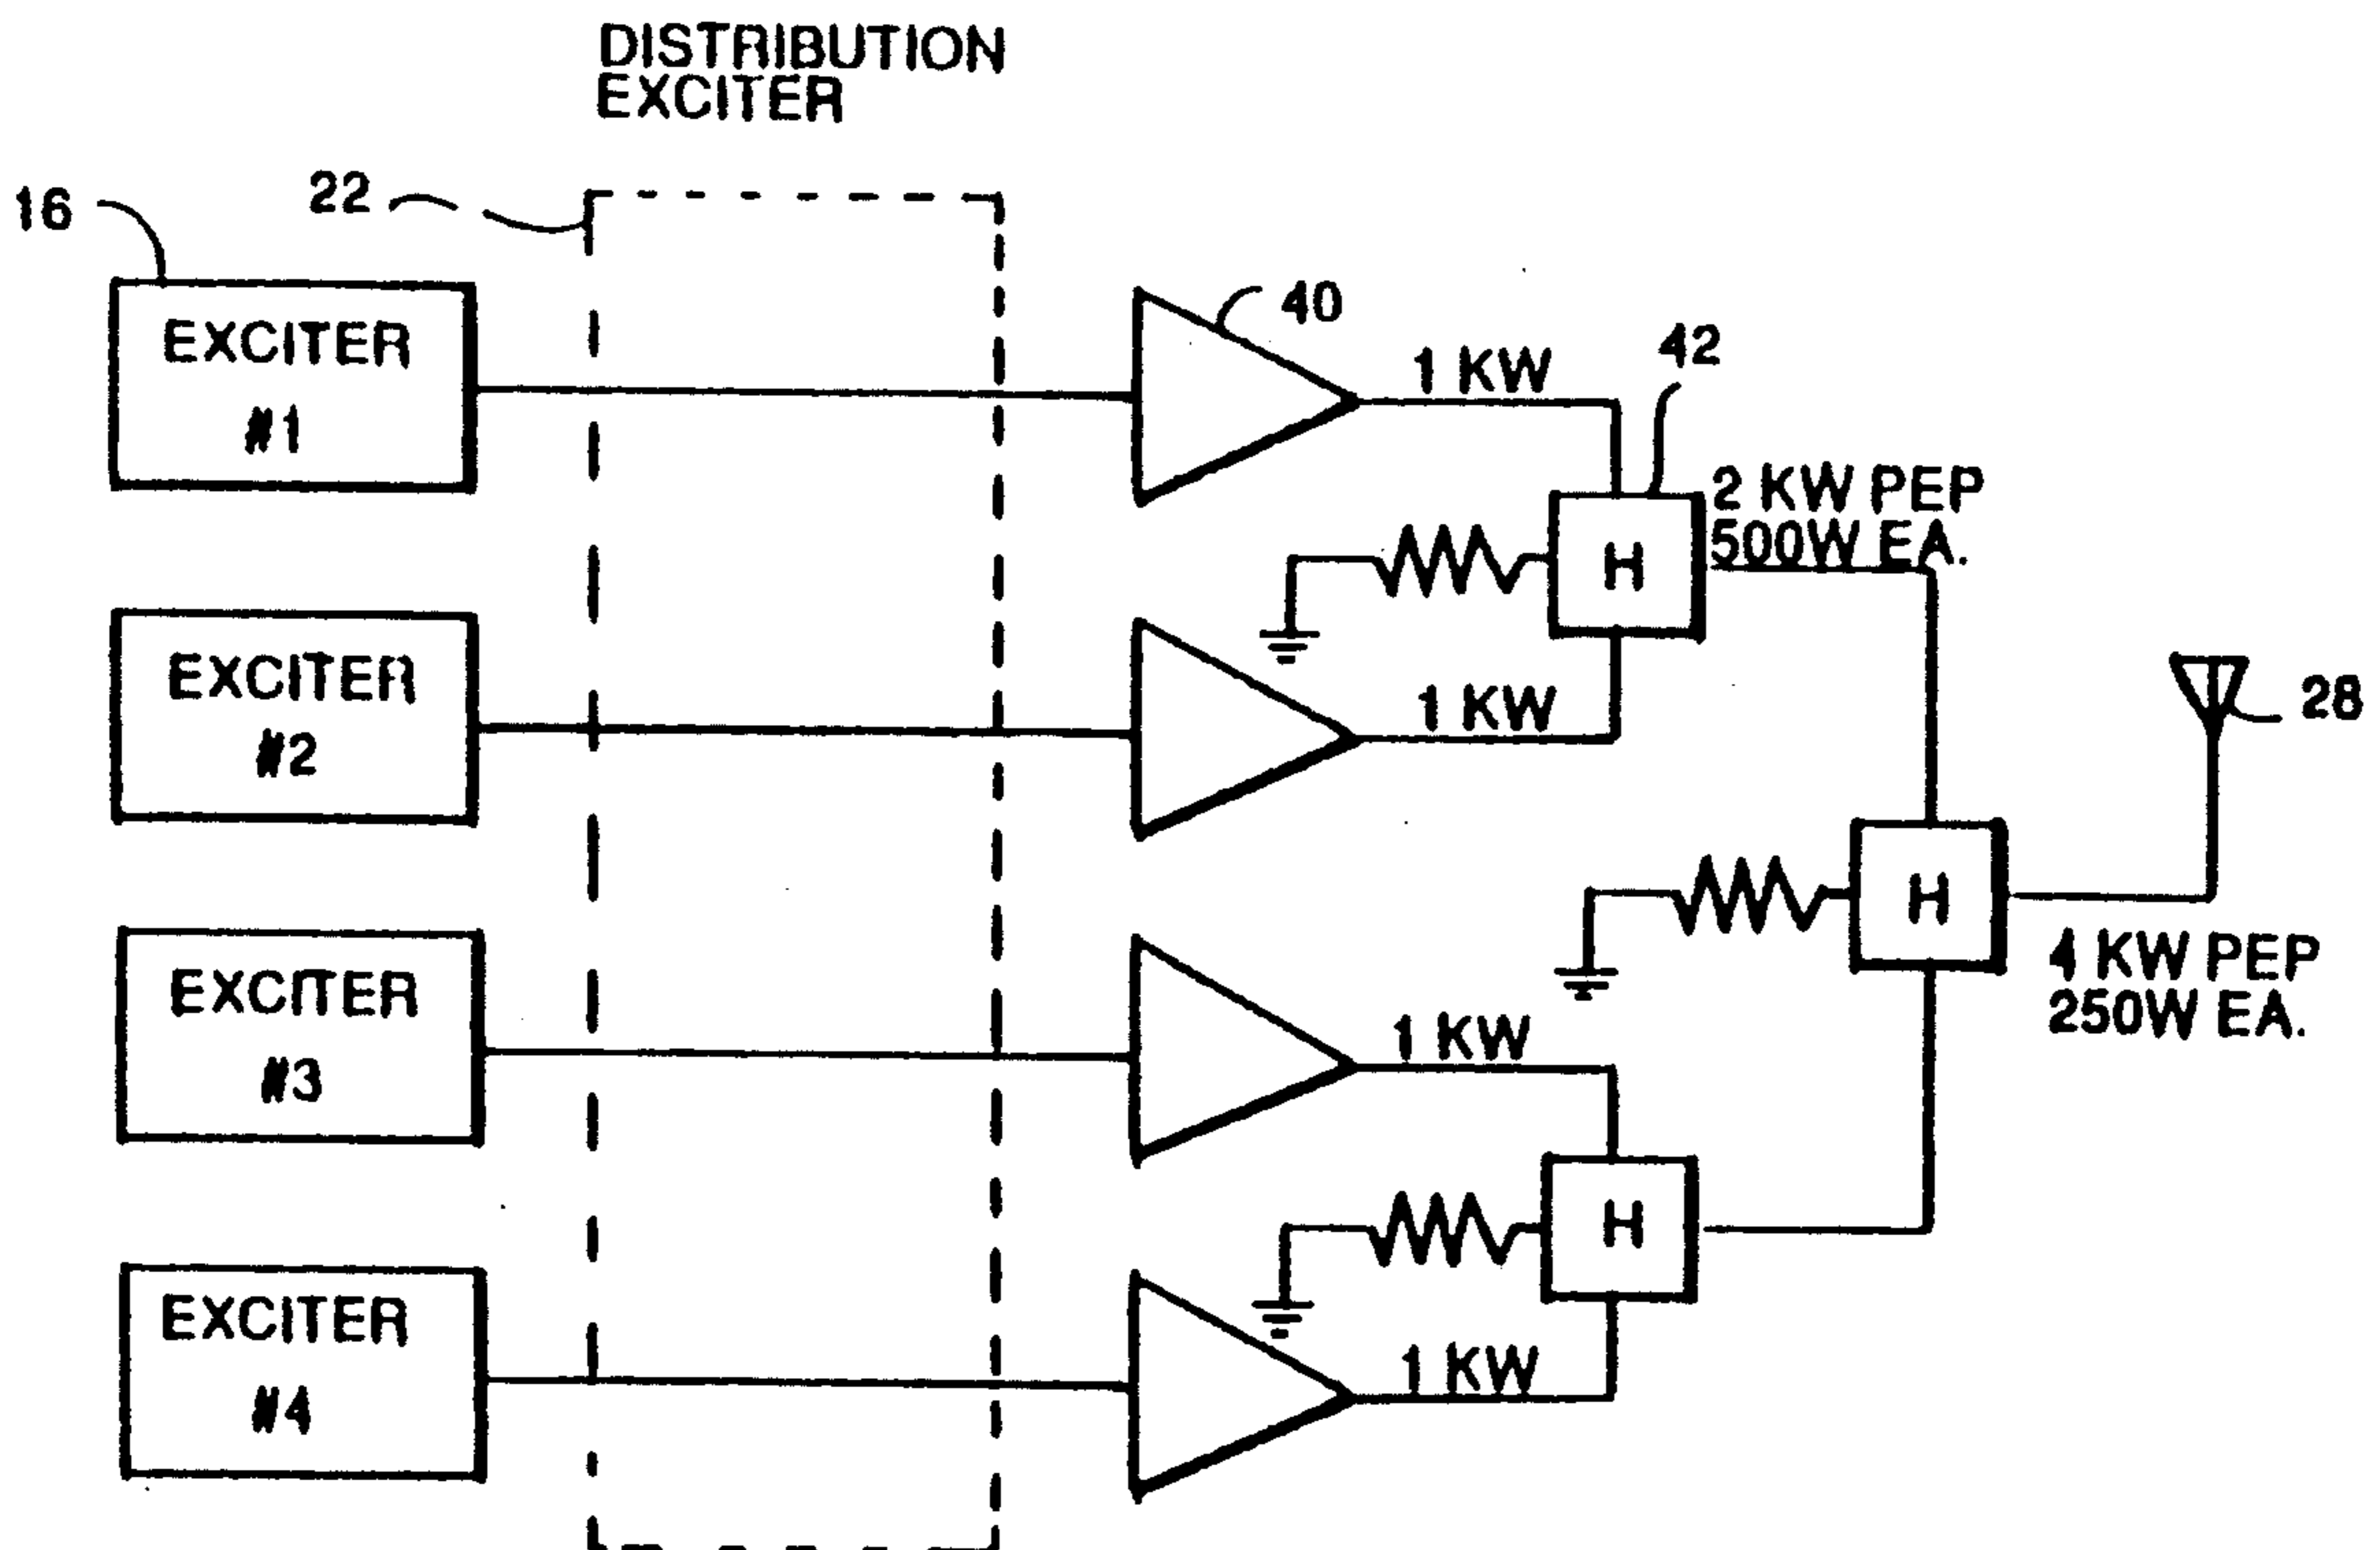 DISTRIBUTION
EXCITER
16
22
EXCITER
#1
40
1 KW
42
2 KW PEP
500W EA.
H
EXCITER
#2
1 KW
28
H
4 KW PEP
250W EA.
EXCITER
#3
1 KW
H
EXCITER
#4
1 KW